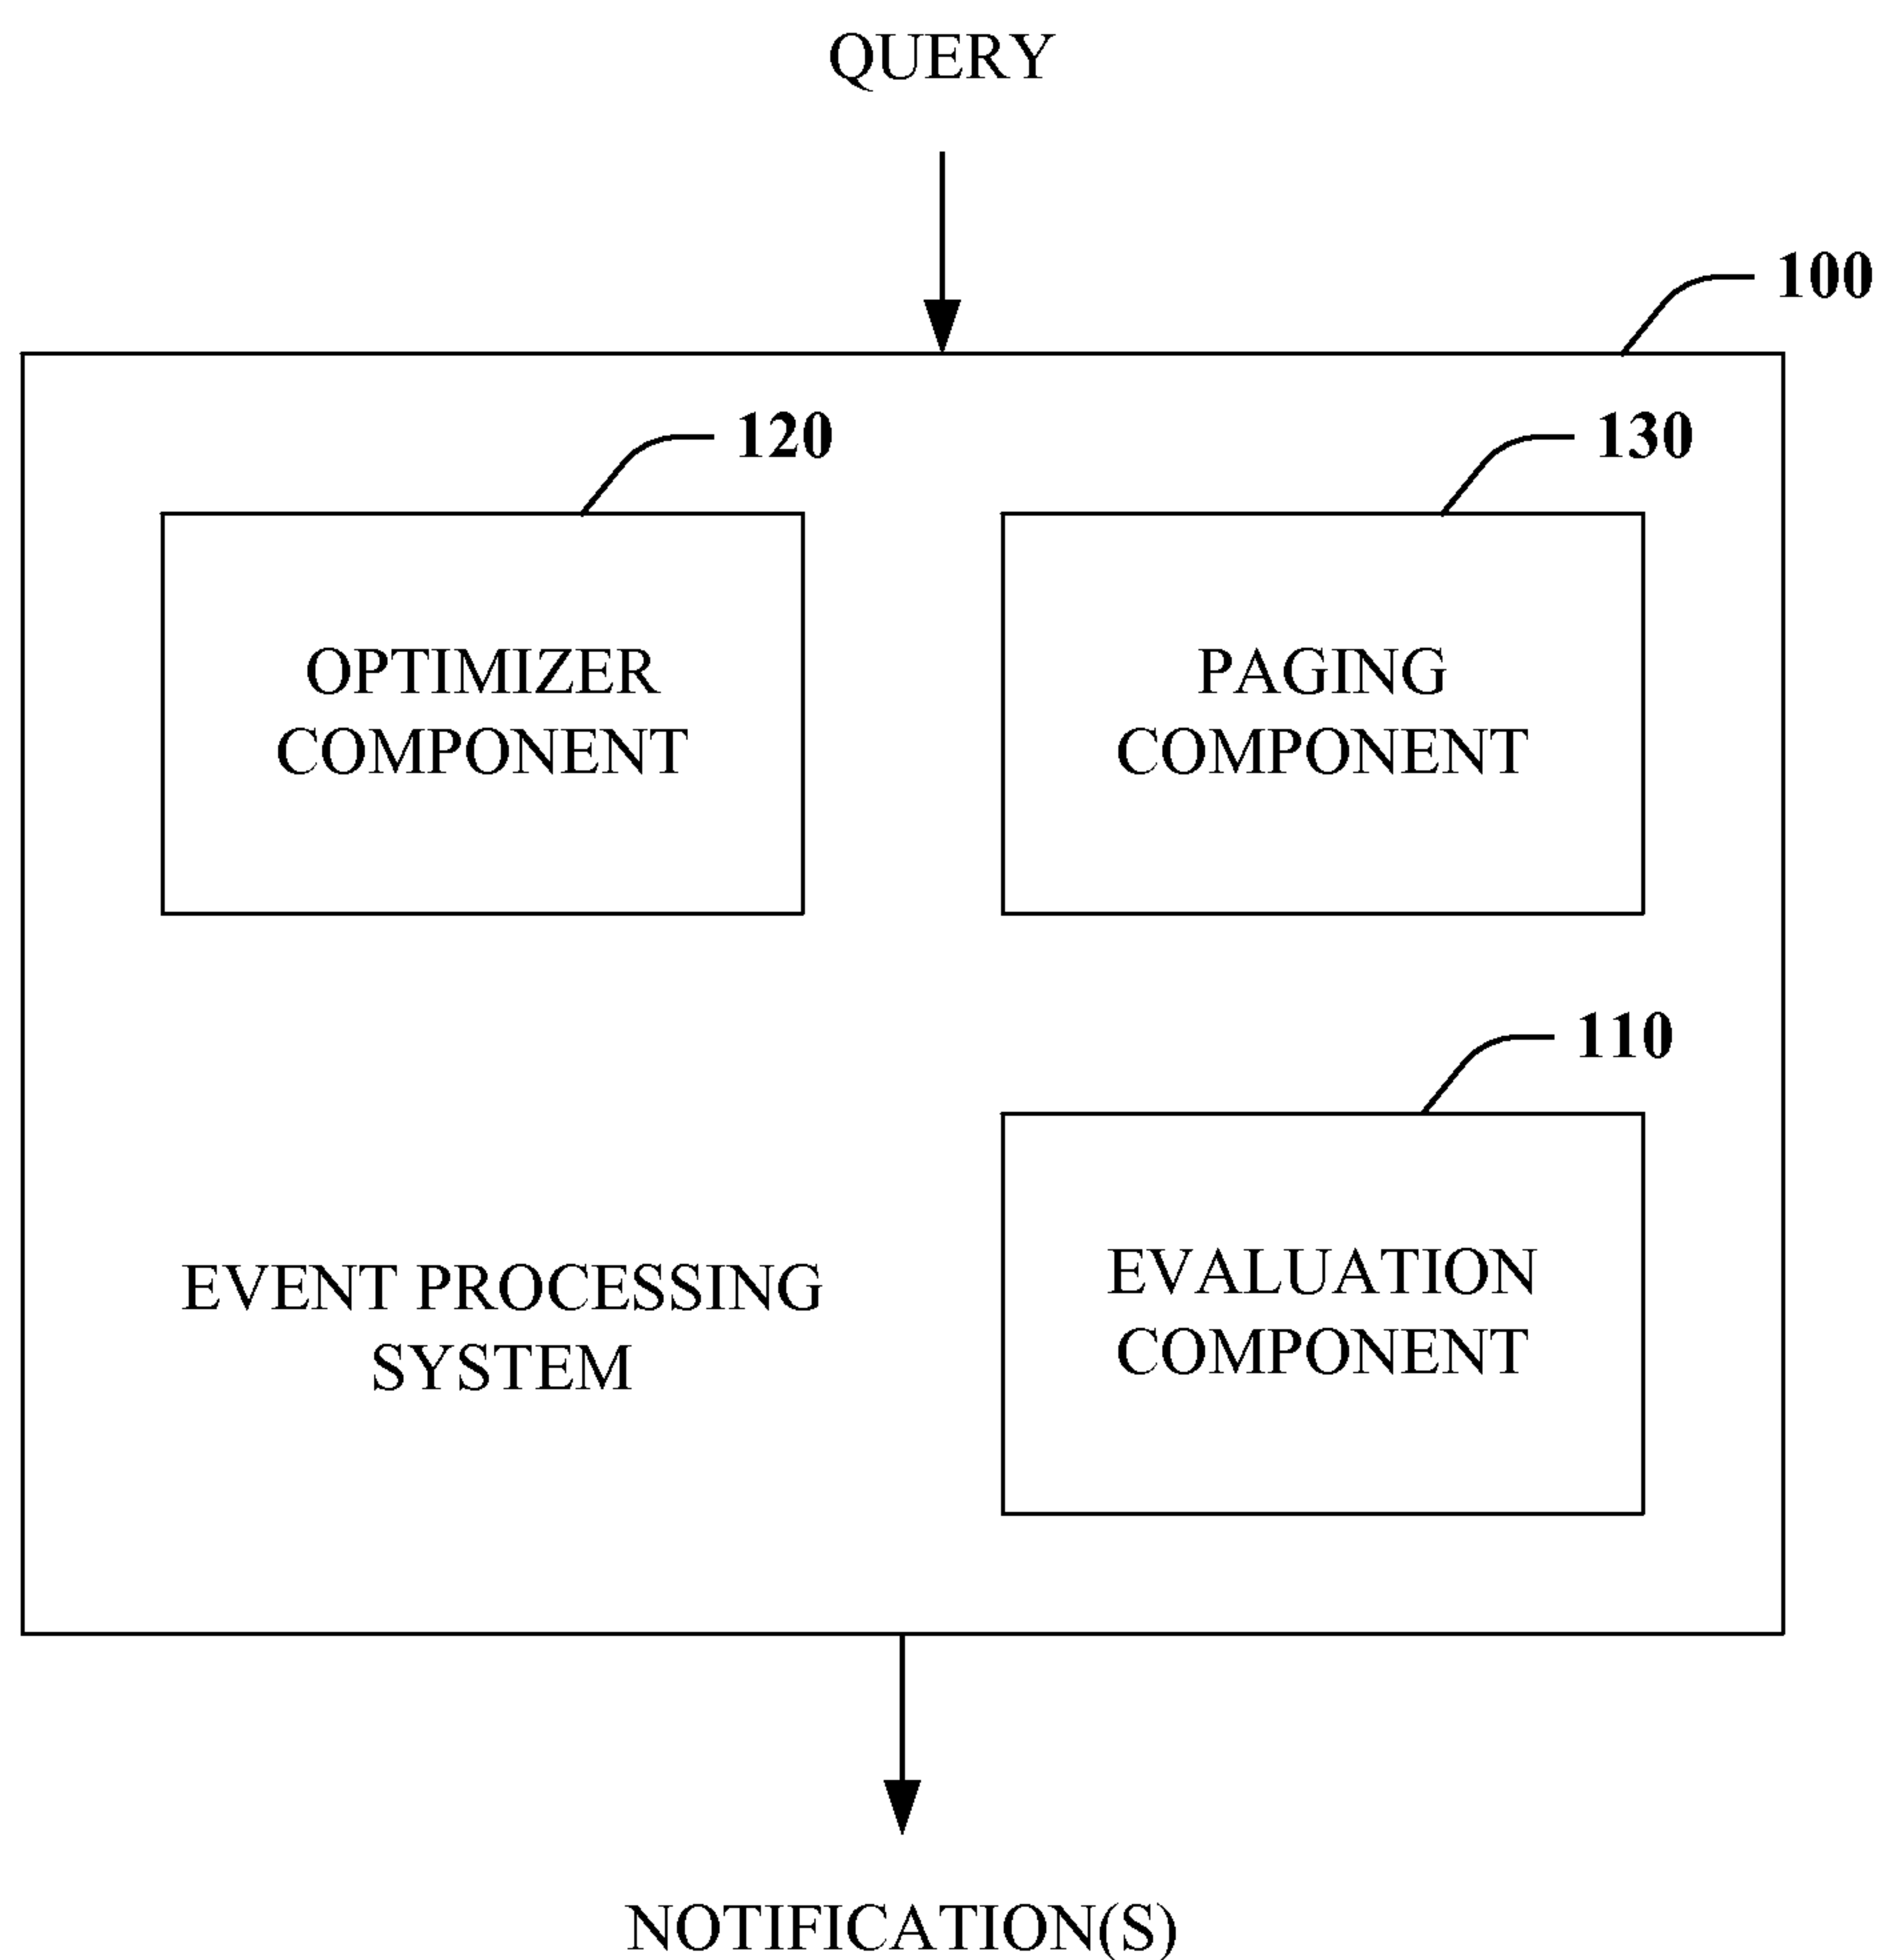 QUERY
100
120
130
OPTIMIZER
COMPONENT
PAGING
COMPONENT
110
EVENT PROCESSING
SYSTEM
EVALUATION
COMPONENT
NOTIFICATION(S)